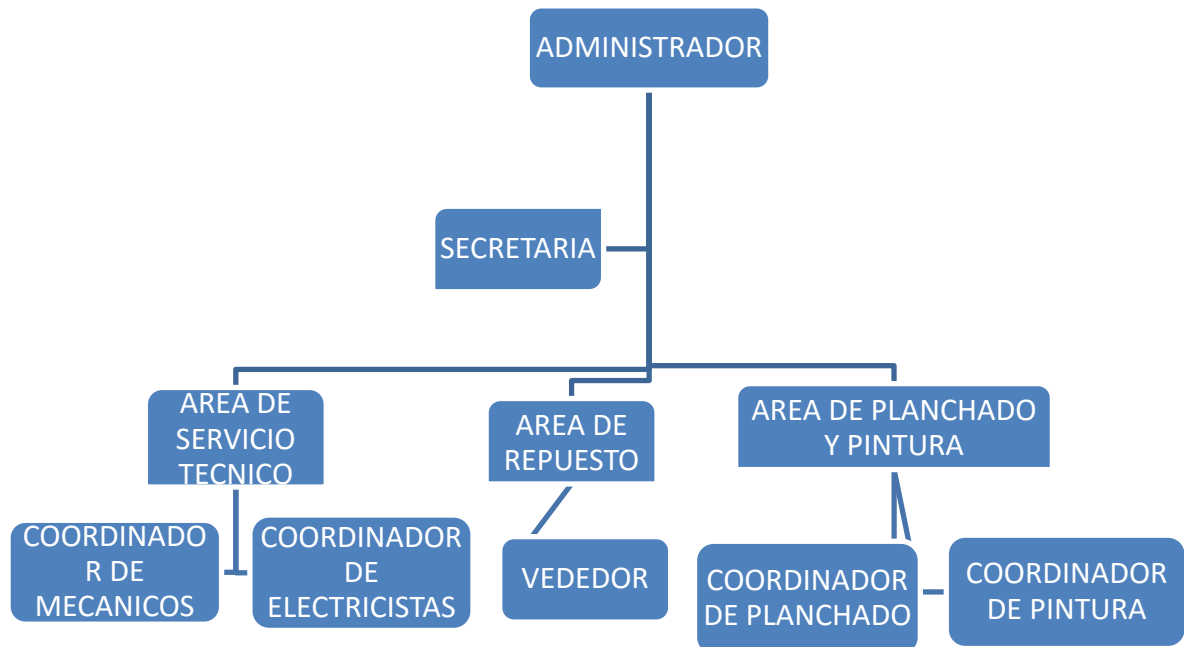 ADMINISTRADOR
SECRETARIA
AREA DE
SERVICIO
TECNICO
AREA DE
REPUESTO
AREA DE PLANCHADO
Y PINTURA
COORDINADO
R DE
MECANICOS
COORDINADOR
DE
ELECTRICISTAS
VEDEDOR
COORDINADOR
DE PLANCHADO
COORDINADOR
DE PINTURA